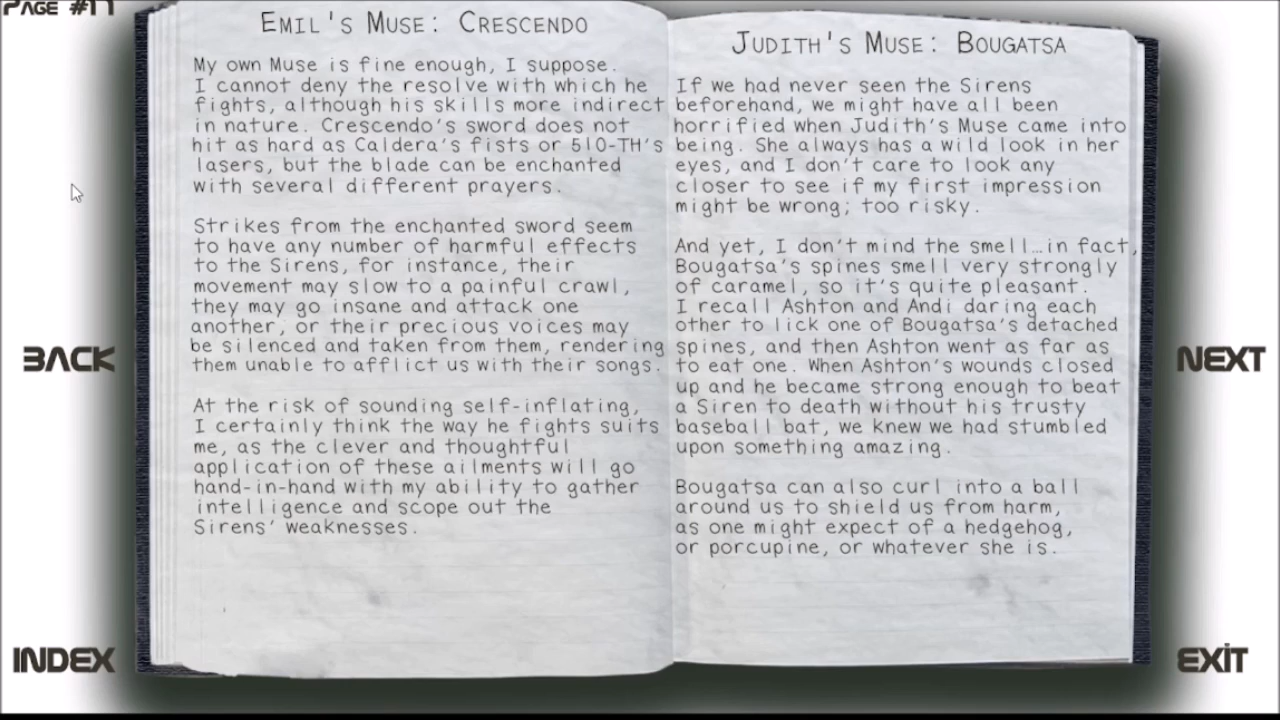 PAGE #17
EMIL'S MUSE: CRESCENDO
My own Muse is fine enough, I suppose.
I cannot deny the resolve with which he
fights, although his skills more indirect
in nature. Crescendo's sword does not
hit as hard as Caldera's fists or 510-TH's
lasers, but the blade can be enchanted
with several different prayers.
Strikes from the enchanted sword seem
to have any number of harmful effects
to the Sirens, for instance, their
movement may slow to a painful crawl,
they may go insane and attack one
another, or their precious voices may
be silenced and taken from them, rendering
them unable to afflict us with their songs.
At the risk of sounding self-inflating,
I certainly think the way he fights suits
me, as the clever and thoughtful
application of these ailments will go
hand-in-hand with my ability to gather
intelligence and scope out the
Sirens' weaknesses.
JUDITH'S MUSE: BOUGATSA
If we had never seen the Sirens
beforehand, we might have all been
horrified when Judith's Muse came into
being. She always has a wild look in her
eyes, and I don't care to look any
closer to see if my first impression
might be wrong; too risky.
And yet, I don't mind the smell...in fact,
Bougatsa's spines smell very strongly
of caramel, so it's quite pleasant.
I recall Ashton and Andi daring each
other to lick one of Bougatsa's detached
spines, and then Ashton went as far as
to eat one. When Ashton's wounds closed
up and he became strong enough to beat
a Siren to death without his trusty
baseball bat, we knew we had stumbled
upon something amazing.
Bougatsa can also curl into a ball
around us to shield us from harm,
as one might expect of a hedgehog,
or porcupine, or whatever she is.
BACK
NEXT
INDEX
EXIT